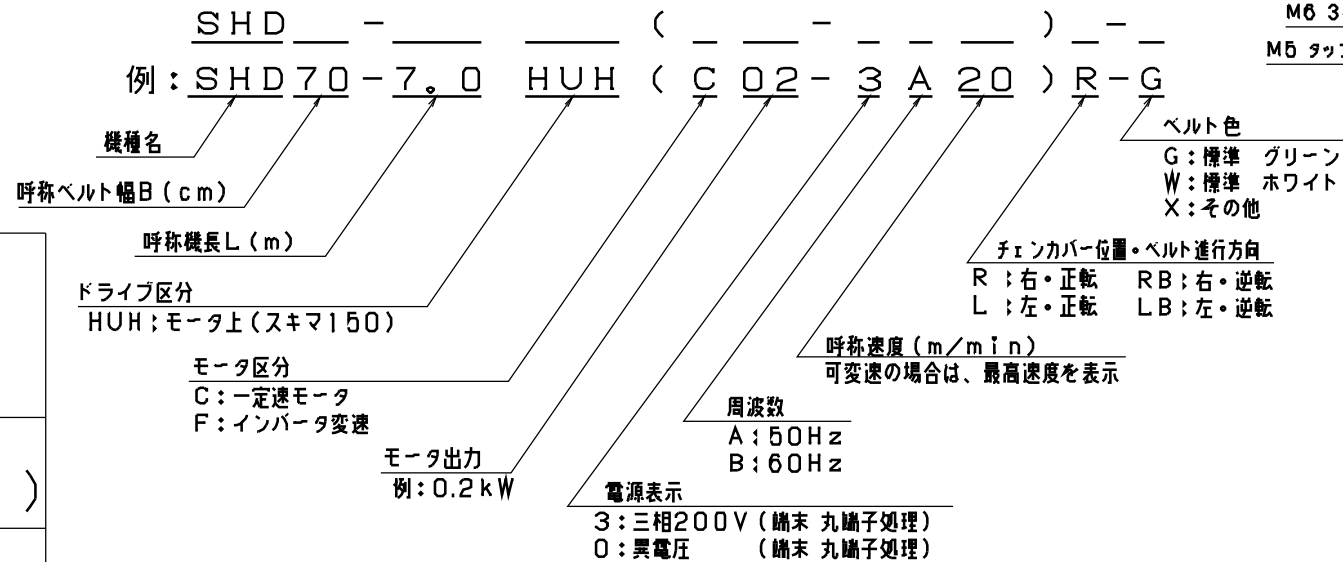 SHD__-___ ___(_ __-_ _ __)_-_
M6 3
M5 タッ
例:SHD70-7.0 HUH(C02-3A20)R-G
機種名
ベルト色
G:標準 グリーン
W:標準 ホワイト
X:その他
呼称ベルト幅B(cm)
呼称機長L(m)
チェンカバー位置・ベルト進行方向
R:右・正転 RB:右・逆転
L:左・正転 LB:左・逆転
ドライブ区分
HUH:モータ上(スキマ150)
呼称速度(m/min)
可変速の場合は、最高速度を表示
モータ区分
C:一定速モータ
F:インバータ変速
周波数
A:50Hz
B:60Hz
モータ出力
例:0.2kW
電源表示
3:三相200V(端末 丸端子処理)
0:異電圧 (端末 丸端子処理)
)